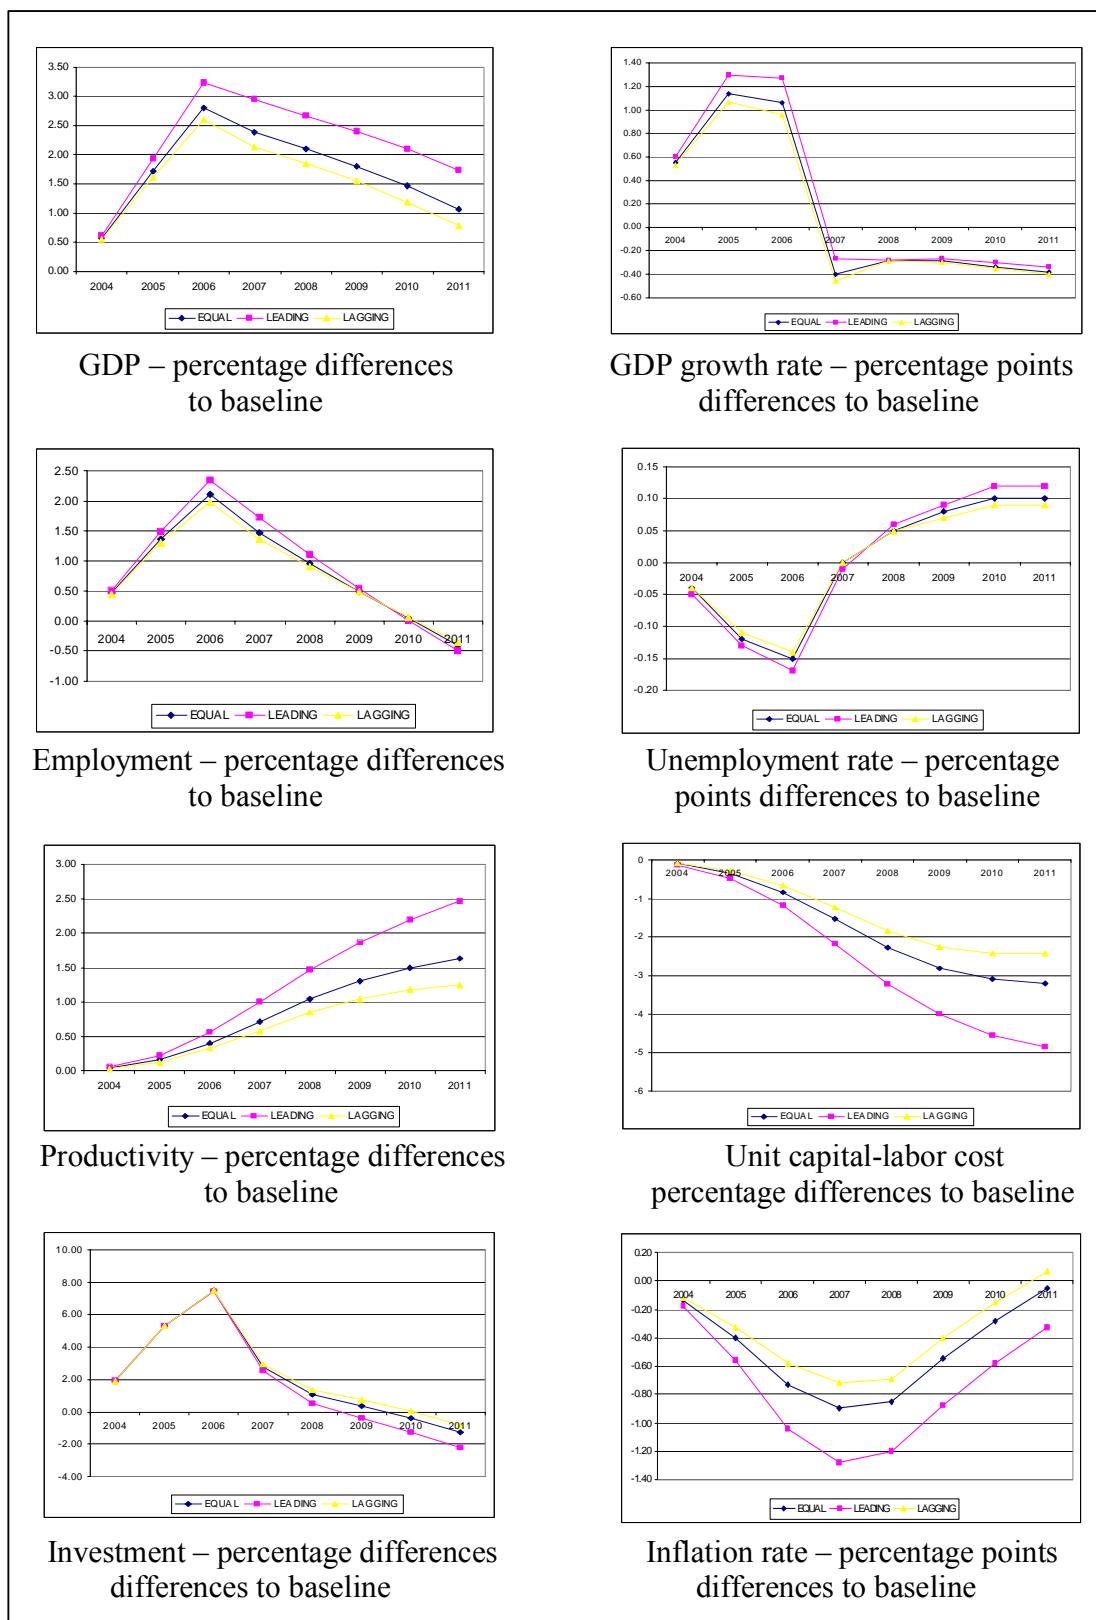 3.50
3.00
2.50
2.00
1.50
1.00
0.50
0.00
2004 2005 2006 2007 2008 2009 2010 2011
EQUAL LEADING LAGGING
GDP – percentage differences
to baseline
1.40
1.20
1.00
0.80
0.60
0.40
0.20
0.00
-0.20
-0.40
-0.60
2004 2005 2006 2007 2008 2009 2010 2011
EQUAL LEADING LAGGING
GDP growth rate – percentage points
differences to baseline
2.50
2.00
1.50
1.00
0.50
0.00
-0.50
-1.00
2004 2005 2006 2007 2008 2009 2010 2011
EQUAL LEADING LAGGING
Employment – percentage differences
to baseline
0.15
0.10
0.05
0.00
-0.05
-0.10
-0.15
-0.20
2004 2005 2006 2007 2008 2009 2010 2011
EQUAL LEADING LAGGING
Unemployment rate – percentage
points differences to baseline
3.00
2.50
2.00
1.50
1.00
0.50
0.00
2004 2005 2006 2007 2008 2009 2010 2011
EQUAL LEADING LAGGING
Productivity – percentage differences
to baseline
0
-1
-2
-3
-4
-5
-6
2004 2005 2006 2007 2008 2009 2010 2011
EQUAL LEADING LAGGING
Unit capital-labor cost
percentage differences to baseline
10.00
8.00
6.00
4.00
2.00
0.00
-2.00
-4.00
2004 2005 2006 2007 2008 2009 2010 2011
EQUAL LEADING LAGGING
Investment – percentage differences
differences to baseline
0.20
0.00
-0.20
-0.40
-0.60
-0.80
-1.00
-1.20
-1.40
2004 2005 2006 2007 2008 2009 2010 2011
EQUAL LEADING LAGGING
Inflation rate – percentage points
differences to baseline